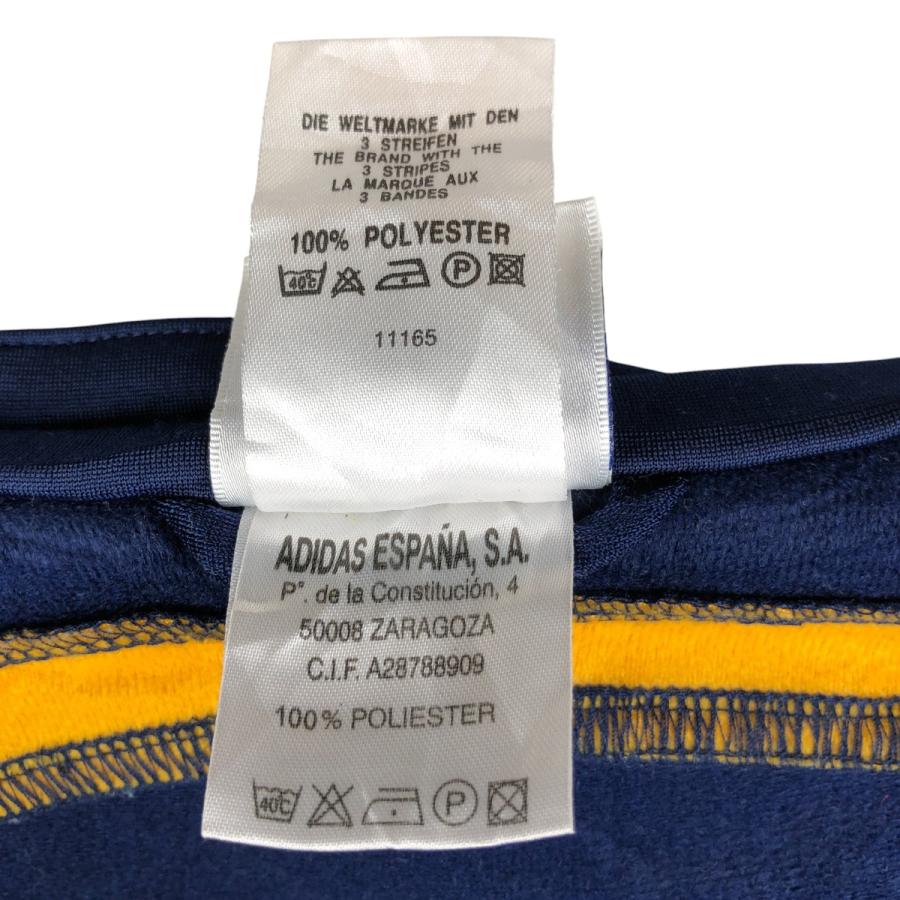 DIE WELTMARKE MIT DEN
3 STREIFEN
THE BRAND WITH THE
3 STRIPES
LA MARQUE AUX
3 BANDES
100% POLYESTER
40°C P
11165
ADIDAS ESPAÑA, S.A.
P°. de la Constitución, 4
50008 ZARAGOZA
C.I.F. A28788909
100% POLIESTER
40°C P